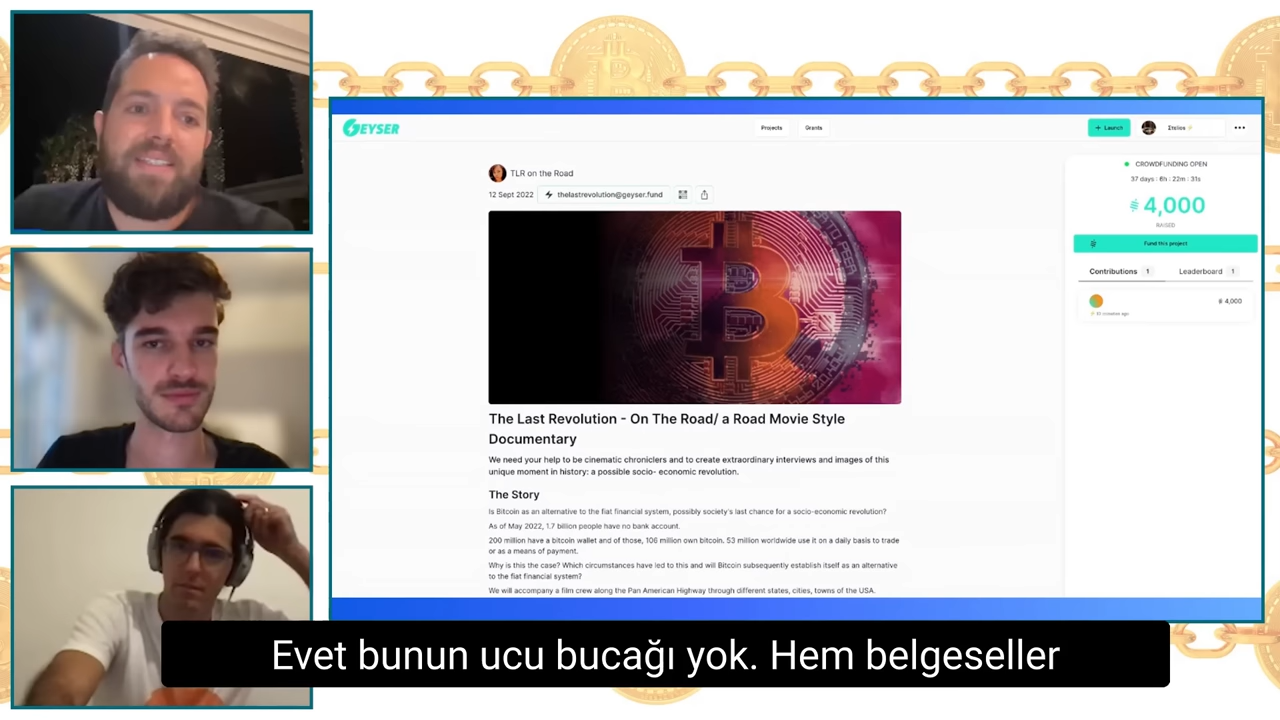 GEYSER
Projects
Grants
+ Launch
Στέλιος ⚡
TLR on the Road
12 Sept 2022
thelastrevolution@geyser.fund
The Last Revolution - On The Road/ a Road Movie Style
Documentary
We need your help to be cinematic chroniclers and to create extraordinary interviews and images of this
unique moment in history: a possible socio- economic revolution.
The Story
Is Bitcoin as an alternative to the fiat financial system, possibly society's last chance for a socio-economic revolution?
As of May 2022, 1.7 billion people have no bank account.
200 million have a bitcoin wallet and of those, 106 million own bitcoin. 53 million worldwide use it on a daily basis to trade
or as a means of payment.
Why is this the case? Which circumstances have led to this and will Bitcoin subsequently establish itself as an alternative
to the fiat financial system?
We will accompany a film crew along the Pan American Highway through different states, cities, towns of the USA.
CROWDFUNDING OPEN
37 days : 6h : 22m : 31s
4,000
RAISED
Fund this project
Contributions 1
Leaderboard 1
4,000
minutes ago
Evet bunun ucu bucağı yok. Hem belgeseller